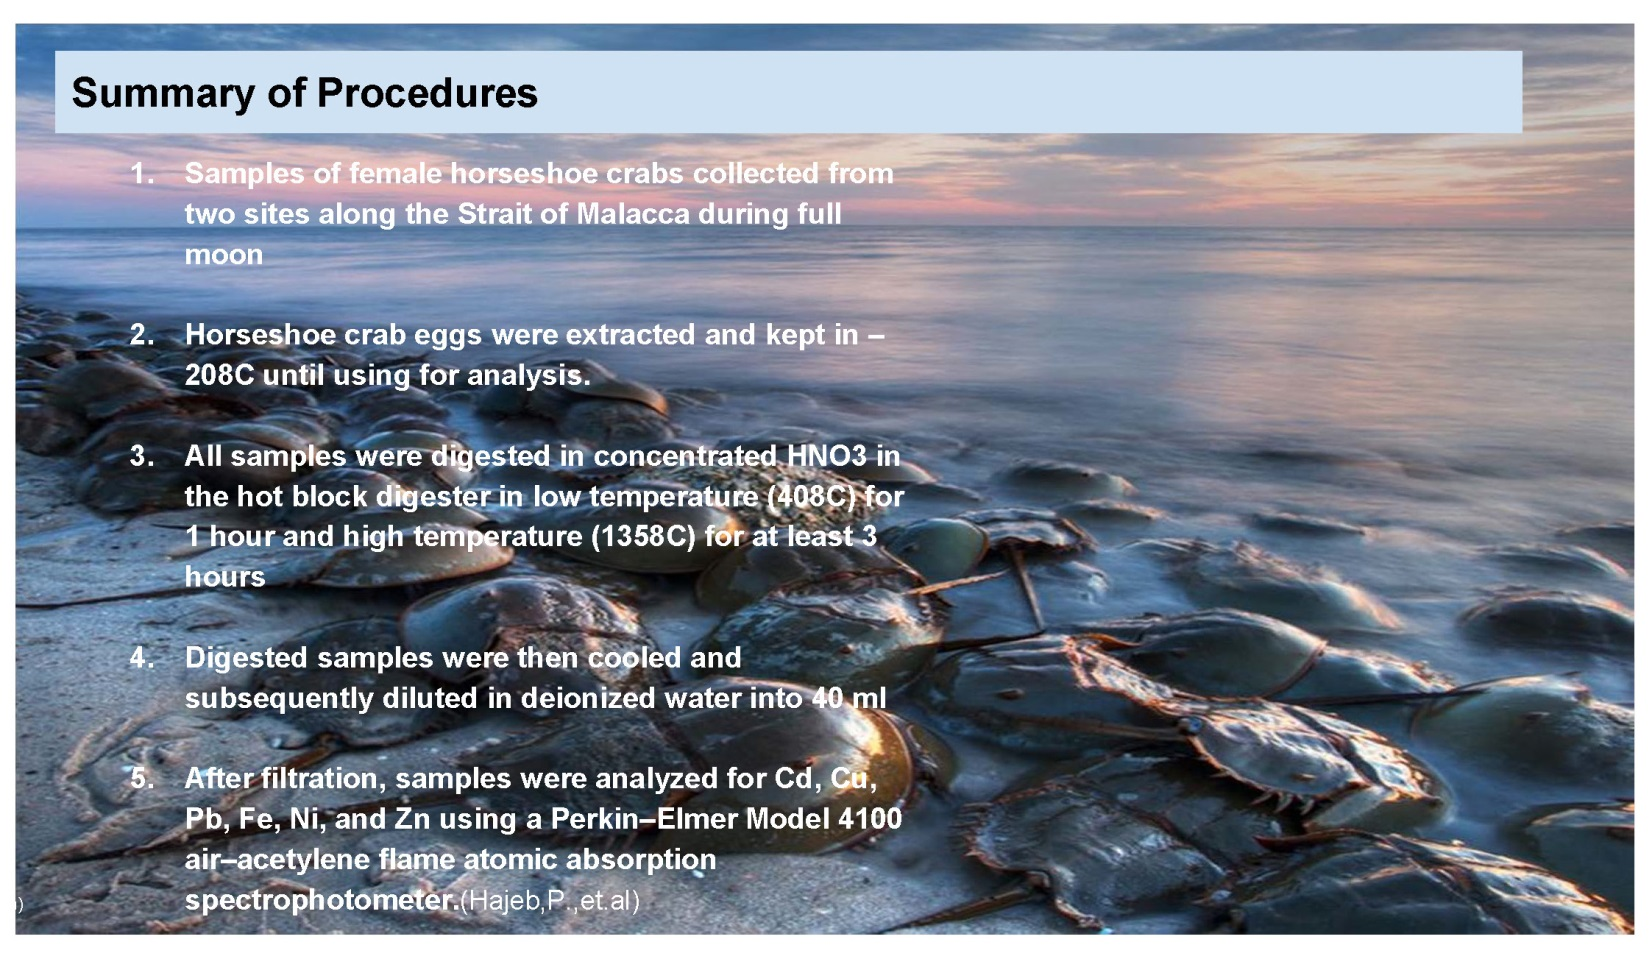 Summary of Procedures
1. Samples of female horseshoe crabs collected from
two sites along the Strait of Malacca during full
moon
2. Horseshoe crab eggs were extracted and kept in –
208C until using for analysis.
3. All samples were digested in concentrated HNO3 in
the hot block digester in low temperature (408C) for
1 hour and high temperature (1358C) for at least 3
hours
4. Digested samples were then cooled and
subsequently diluted in deionized water into 40 ml
5. After filtration, samples were analyzed for Cd, Cu,
Pb, Fe, Ni, and Zn using a Perkin–Elmer Model 4100
air–acetylene flame atomic absorption
spectrophotometer.(Hajeb,P.,et.al)